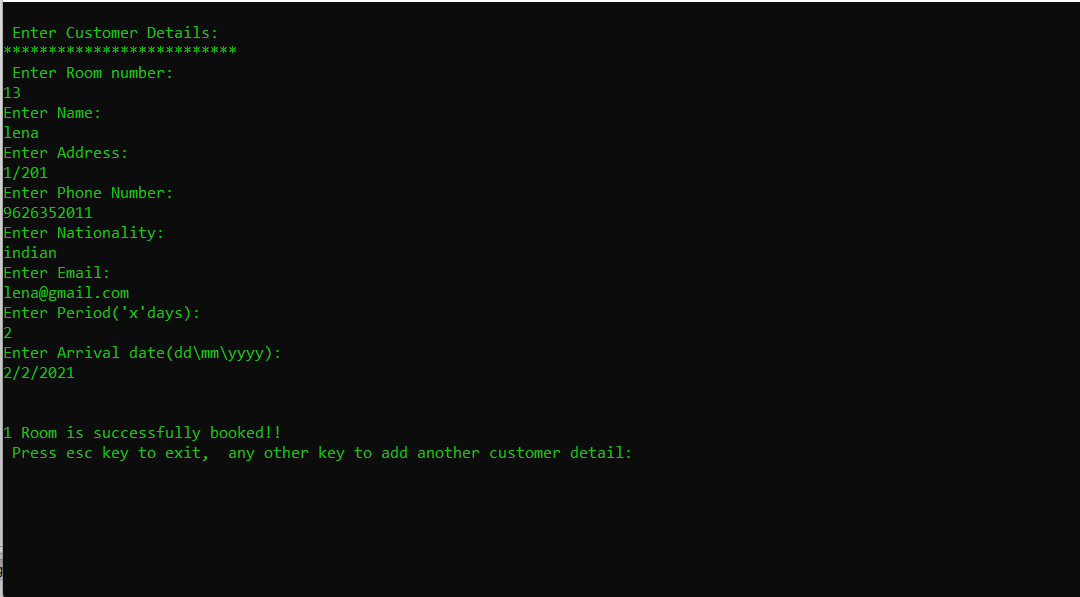 Enter Customer Details:
**************************
Enter Room number:
13
Enter Name:
lena
Enter Address:
1/201
Enter Phone Number:
9626352011
Enter Nationality:
indian
Enter Email:
lena@gmail.com
Enter Period('x'days):
2
Enter Arrival date(dd\mm\yyyy):
2/2/2021
1 Room is successfully booked!!
Press esc key to exit,  any other key to add another customer detail: